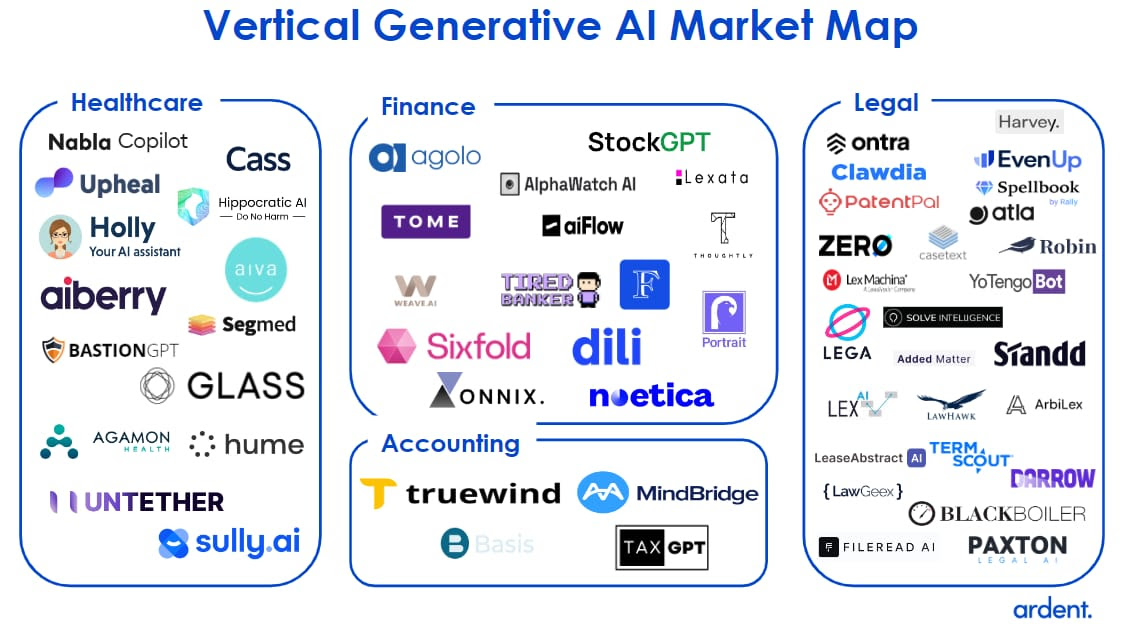 Vertical Generative AI Market Map
Healthcare
Nabla Copilot
Cass
Upheal
Hippocratic AI
Do No Harm
Holly
Your AI assistant
aiva
aiberry
Segmed
BASTIONGPT
GLASS
AGAMON
HEALTH
hume
UNTETHER
sully.ai
Finance
agolo
StockGPT
AlphaWatch AI
Lexata
TOME
aiFlow
T
THOUGHTLY
W
WEAVE.AI
TIRED
BANKER
F
Portrait
Sixfold
dili
ONNIX.
noetica
Accounting
truewind
MindBridge
B Basis
TAX GPT
Legal
Harvey.
ontra
EvenUp
Clawdia
Spellbook
by Rally
PatentPal
atla
ZERO
casetext
Robin
Lex Machina
YoTengoBot
LEGA
SOLVE INTELLIGENCE
Added Matter
Standd
LEX AI
LAWHAWK
ArbiLex
LeaseAbstract AI
TERM
SCOUT
DARROW
{LawGeex}
BLACKBOILER
FILEREAD AI
PAXTON
LEGAL AI
ardent.